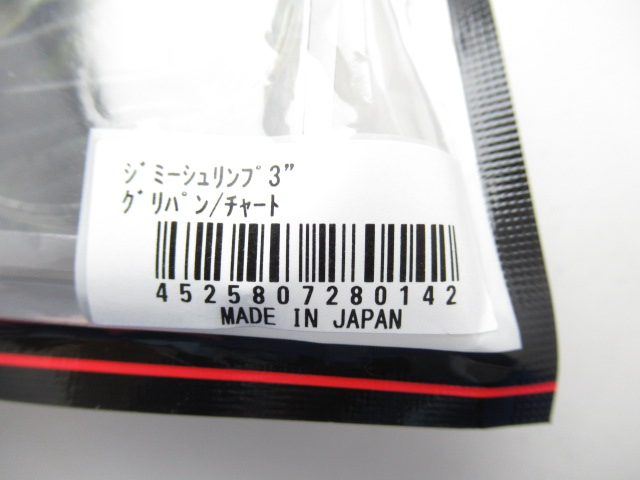 ｼﾞﾐｰｼｭﾘﾝﾌﾟ3"
ｸﾞﾘﾊﾟﾝ/ﾁｬｰﾄ
4525807280142
MADE IN JAPAN